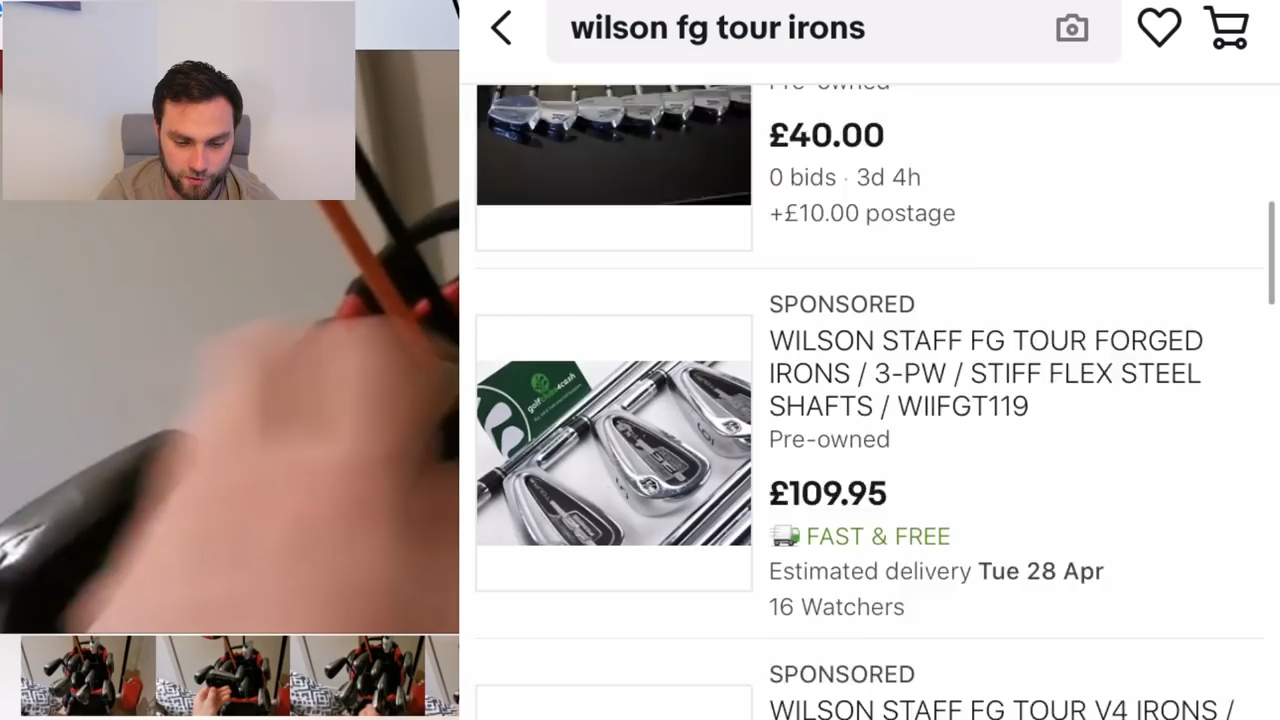 wilson fg tour irons
Pre-owned
£40.00
0 bids · 3d 4h
+£10.00 postage
SPONSORED
WILSON STAFF FG TOUR FORGED
IRONS / 3-PW / STIFF FLEX STEEL
SHAFTS / WIIFGT119
Pre-owned
£109.95
FAST & FREE
Estimated delivery Tue 28 Apr
16 Watchers
SPONSORED
WILSON STAFF FG TOUR V4 IRONS /
golfclubs4cash